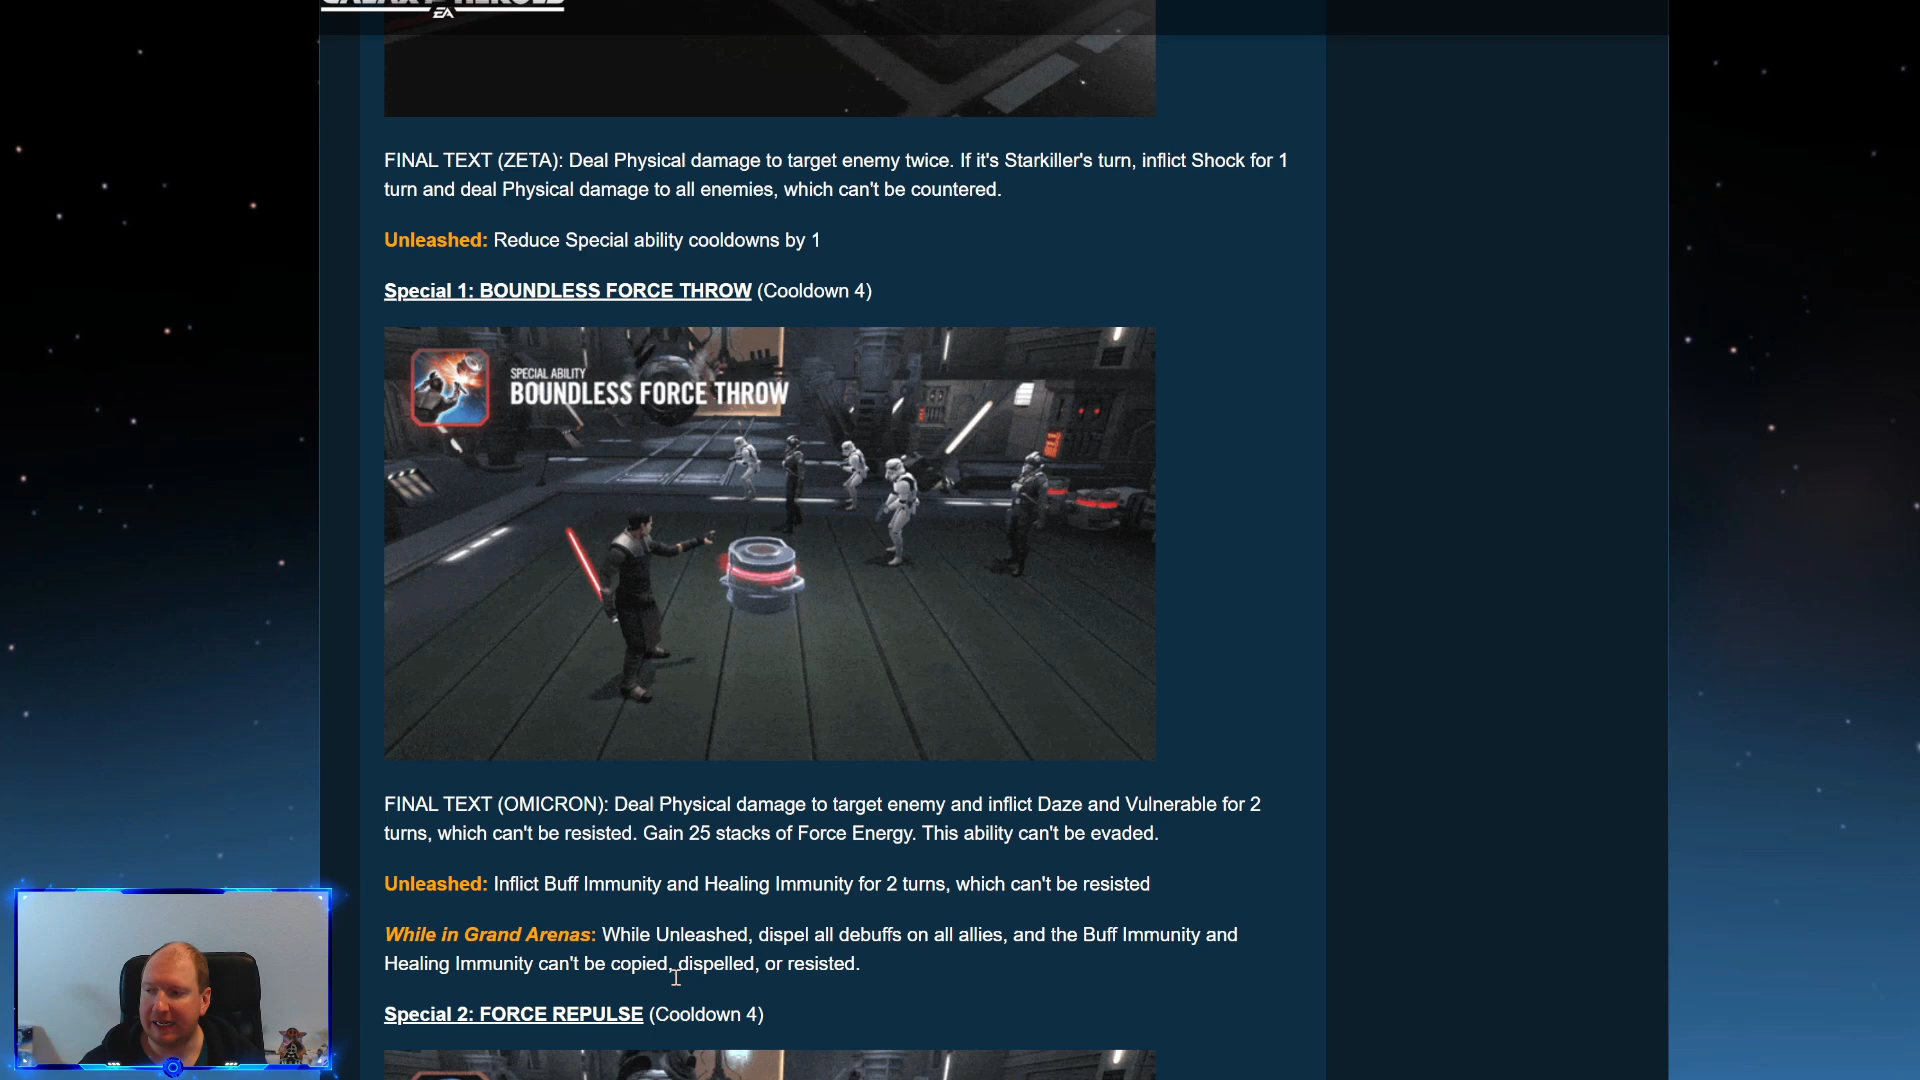 GALAXY OF HEROES
EA
FINAL TEXT (ZETA): Deal Physical damage to target enemy twice. If it's Starkiller's turn, inflict Shock for 1
turn and deal Physical damage to all enemies, which can't be countered.
Unleashed: Reduce Special ability cooldowns by 1
Special 1: BOUNDLESS FORCE THROW (Cooldown 4)
SPECIAL ABILITY
BOUNDLESS FORCE THROW
FINAL TEXT (OMICRON): Deal Physical damage to target enemy and inflict Daze and Vulnerable for 2
turns, which can't be resisted. Gain 25 stacks of Force Energy. This ability can't be evaded.
Unleashed: Inflict Buff Immunity and Healing Immunity for 2 turns, which can't be resisted
While in Grand Arenas: While Unleashed, dispel all debuffs on all allies, and the Buff Immunity and
Healing Immunity can't be copied, dispelled, or resisted.
Special 2: FORCE REPULSE (Cooldown 4)